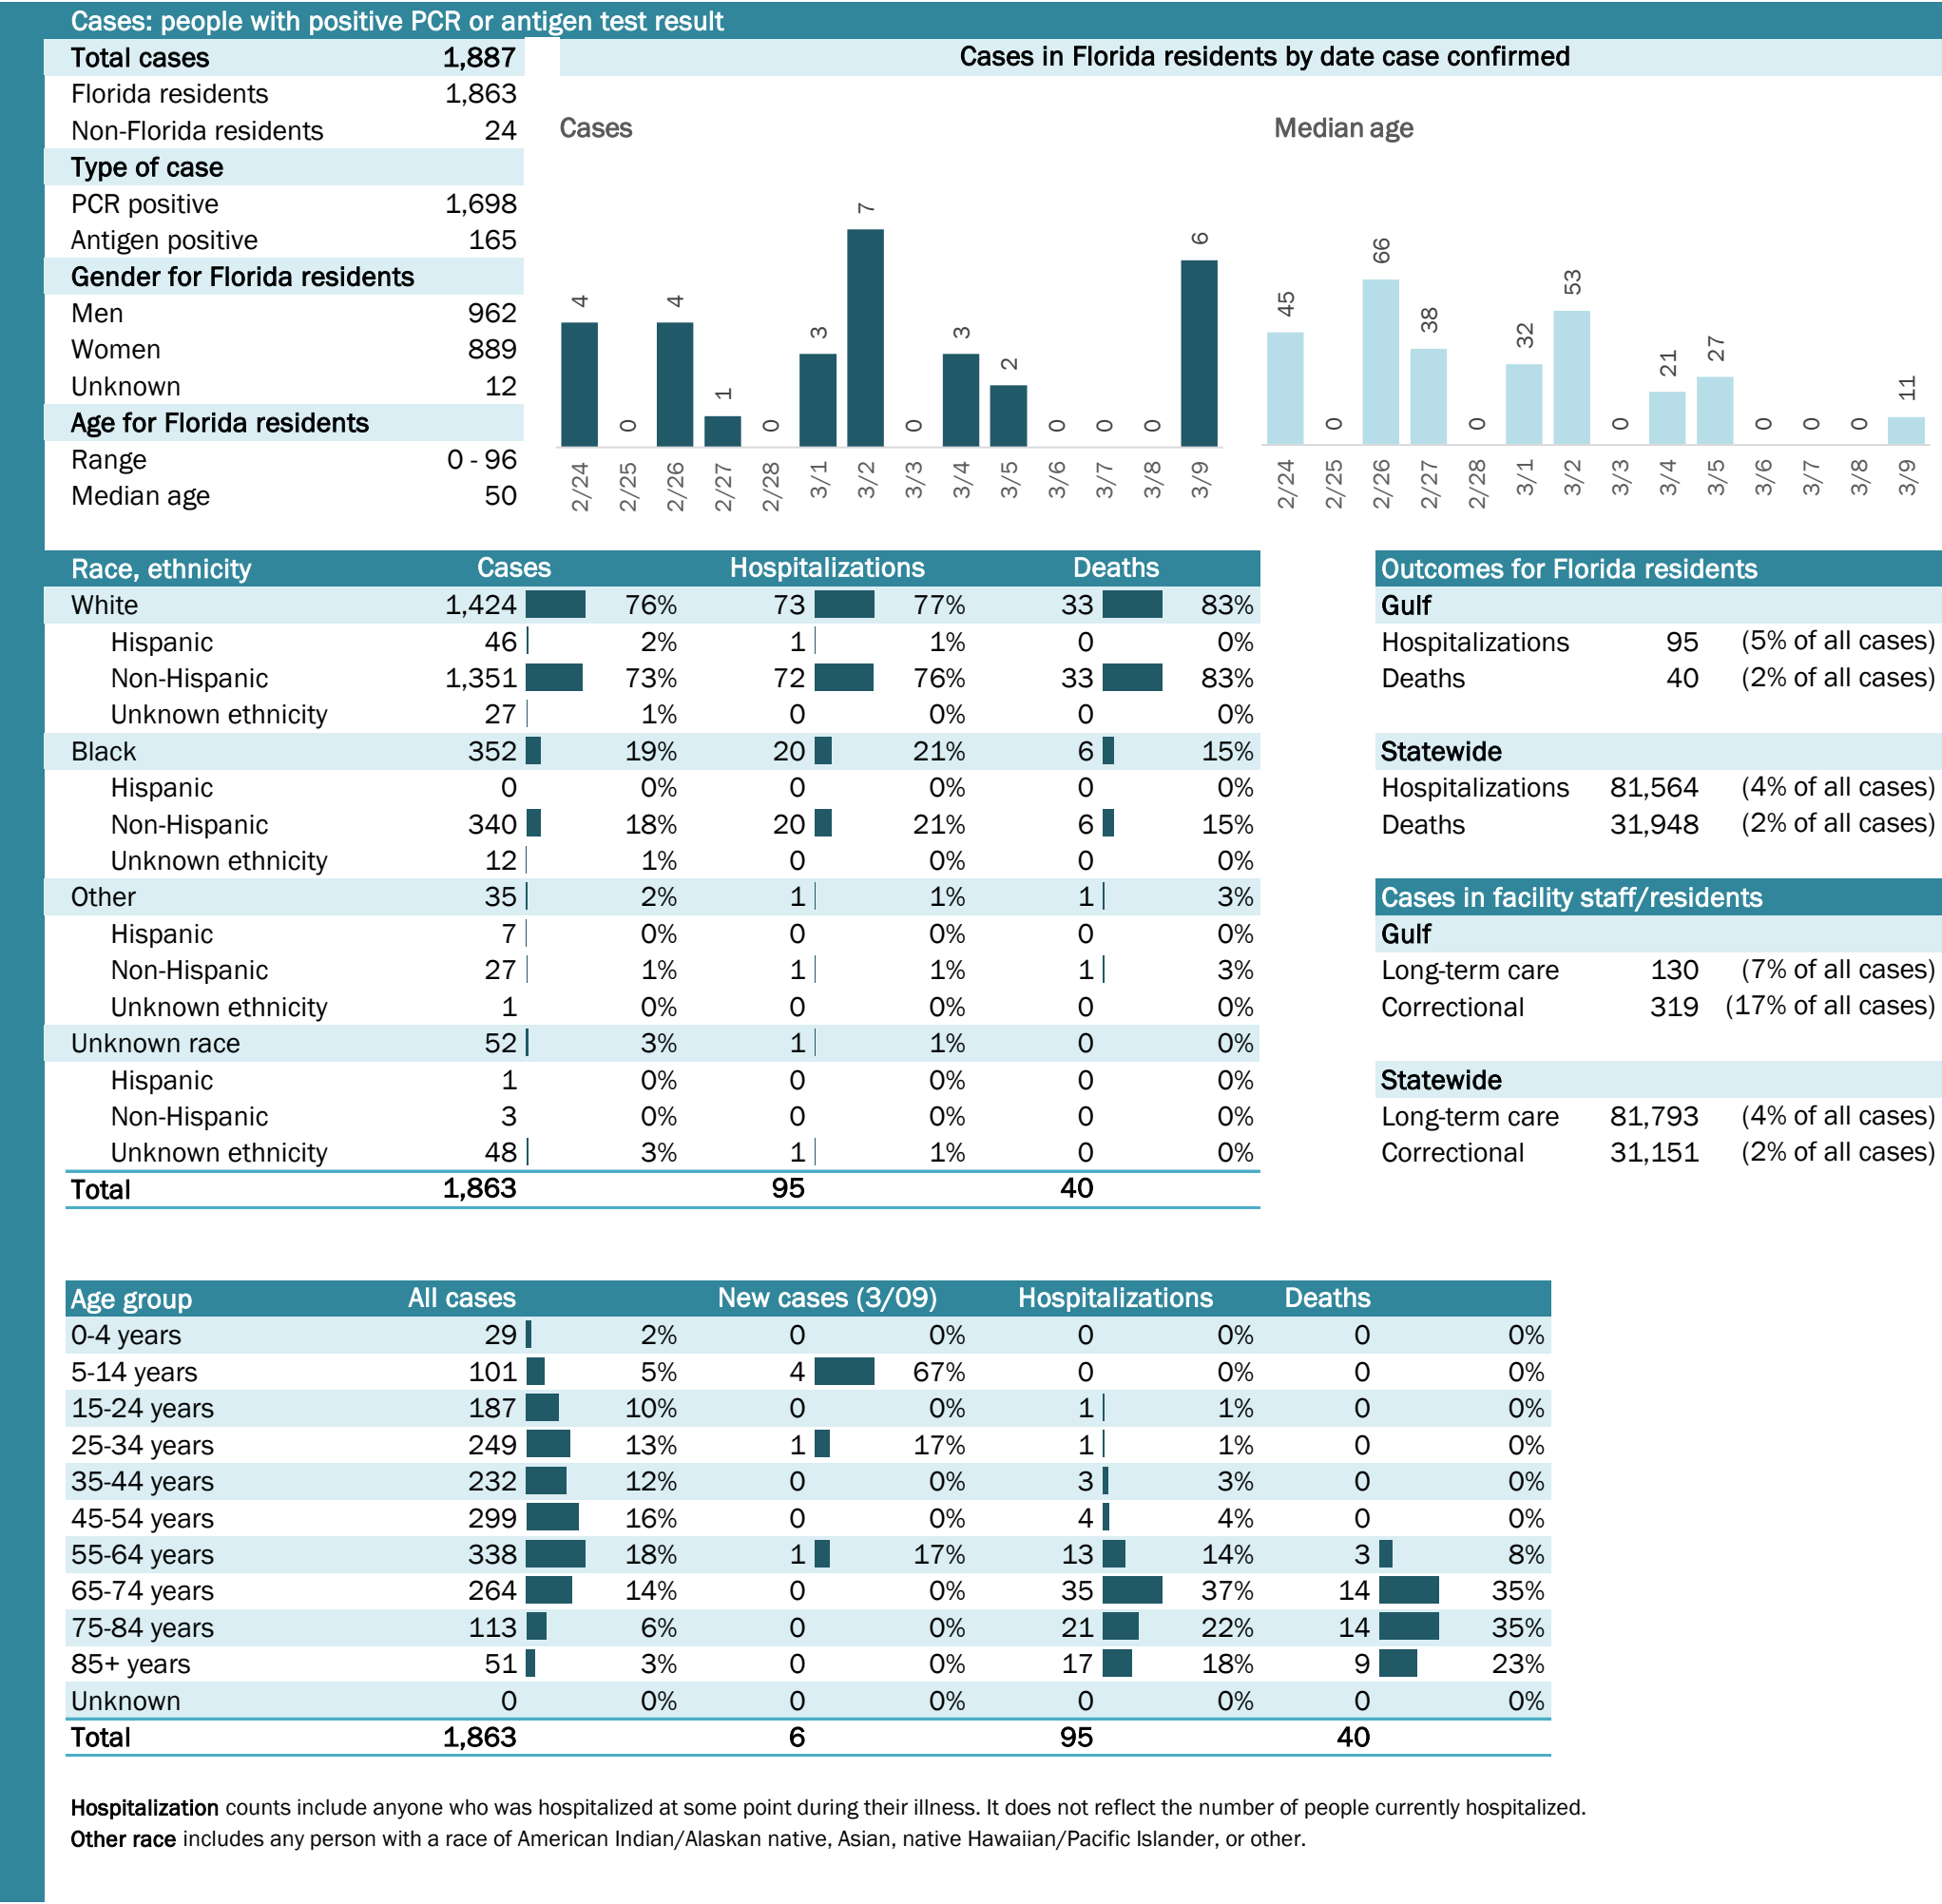 Cases: people with positive PCR or antigen test result
Total cases 1,887
Florida residents 1,863
Non-Florida residents 24
Type of case
PCR positive 1,698
Antigen positive 165
Gender for Florida residents
Men 962
Women 889
Unknown 12
Age for Florida residents
Range 0 - 96
Median age 50
Cases in Florida residents by date case confirmed
Cases
4 0 4 1 0 3 7 0 3 2 0 0 0 6
2/24 2/25 2/26 2/27 2/28 3/1 3/2 3/3 3/4 3/5 3/6 3/7 3/8 3/9
Median age
45 0 66 38 0 32 53 0 21 27 0 0 0 11
2/24 2/25 2/26 2/27 2/28 3/1 3/2 3/3 3/4 3/5 3/6 3/7 3/8 3/9
Race, ethnicity Cases Hospitalizations Deaths
White 1,424 76% 73 77% 33 83%
Hispanic 46 2% 1 1% 0 0%
Non-Hispanic 1,351 73% 72 76% 33 83%
Unknown ethnicity 27 1% 0 0% 0 0%
Black 352 19% 20 21% 6 15%
Hispanic 0 0% 0 0% 0 0%
Non-Hispanic 340 18% 20 21% 6 15%
Unknown ethnicity 12 1% 0 0% 0 0%
Other 35 2% 1 1% 1 3%
Hispanic 7 0% 0 0% 0 0%
Non-Hispanic 27 1% 1 1% 1 3%
Unknown ethnicity 1 0% 0 0% 0 0%
Unknown race 52 3% 1 1% 0 0%
Hispanic 1 0% 0 0% 0 0%
Non-Hispanic 3 0% 0 0% 0 0%
Unknown ethnicity 48 3% 1 1% 0 0%
Total 1,863 95 40
Outcomes for Florida residents
Gulf
Hospitalizations 95 (5% of all cases)
Deaths 40 (2% of all cases)
Statewide
Hospitalizations 81,564 (4% of all cases)
Deaths 31,948 (2% of all cases)
Cases in facility staff/residents
Gulf
Long-term care 130 (7% of all cases)
Correctional 319 (17% of all cases)
Statewide
Long-term care 81,793 (4% of all cases)
Correctional 31,151 (2% of all cases)
Age group All cases New cases (3/09) Hospitalizations Deaths
0-4 years 29 2% 0 0% 0 0% 0 0%
5-14 years 101 5% 4 67% 0 0% 0 0%
15-24 years 187 10% 0 0% 1 1% 0 0%
25-34 years 249 13% 1 17% 1 1% 0 0%
35-44 years 232 12% 0 0% 3 3% 0 0%
45-54 years 299 16% 0 0% 4 4% 0 0%
55-64 years 338 18% 1 17% 13 14% 3 8%
65-74 years 264 14% 0 0% 35 37% 14 35%
75-84 years 113 6% 0 0% 21 22% 14 35%
85+ years 51 3% 0 0% 17 18% 9 23%
Unknown 0 0% 0 0% 0 0% 0 0%
Total 1,863 6 95 40
Hospitalization counts include anyone who was hospitalized at some point during their illness. It does not reflect the number of people currently hospitalized.
Other race includes any person with a race of American Indian/Alaskan native, Asian, native Hawaiian/Pacific Islander, or other.